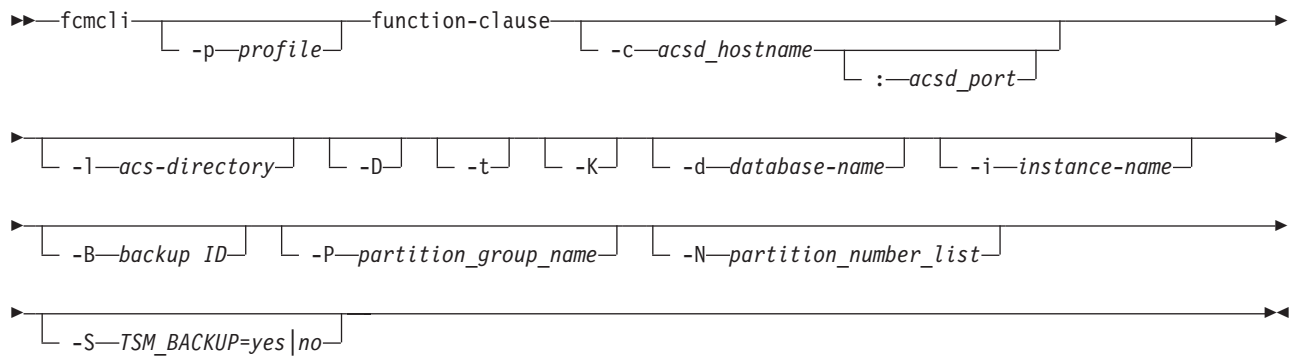 fcmcli -p profile function-clause -c acsd_hostname : acsd_port
-l acs-directory -D -t -K -d database-name -i instance-name
-B backup ID -P partition_group_name -N partition_number_list
-S TSM_BACKUP=yes|no